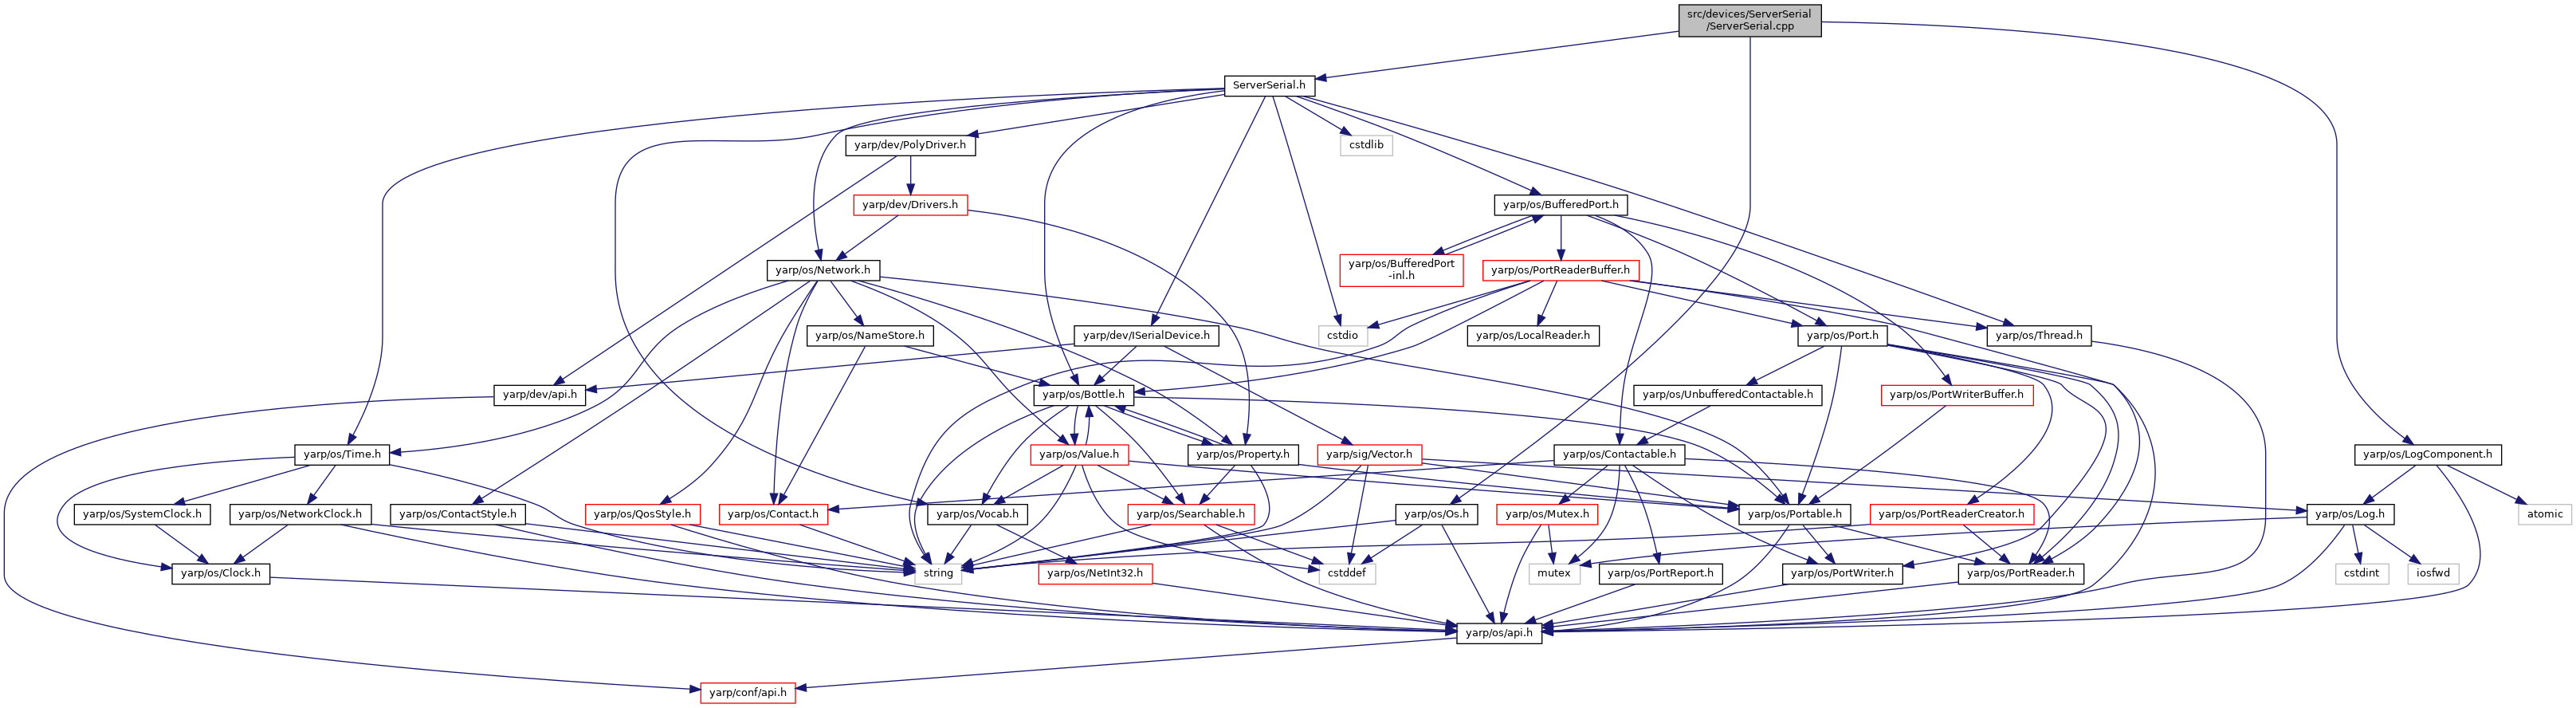 src/devices/ServerSerial
/ServerSerial.cpp
ServerSerial.h
yarp/dev/PolyDriver.h
cstdlib
yarp/dev/Drivers.h
yarp/os/BufferedPort.h
yarp/os/Network.h
yarp/os/BufferedPort
-inl.h
yarp/os/PortReaderBuffer.h
yarp/os/NameStore.h
yarp/dev/ISerialDevice.h
cstdio
yarp/os/LocalReader.h
yarp/os/Port.h
yarp/os/Thread.h
yarp/dev/api.h
yarp/os/Bottle.h
yarp/os/UnbufferedContactable.h
yarp/os/PortWriterBuffer.h
yarp/os/Time.h
yarp/os/Value.h
yarp/os/Property.h
yarp/sig/Vector.h
yarp/os/Contactable.h
yarp/os/LogComponent.h
yarp/os/SystemClock.h
yarp/os/NetworkClock.h
yarp/os/ContactStyle.h
yarp/os/QosStyle.h
yarp/os/Contact.h
yarp/os/Vocab.h
yarp/os/Searchable.h
yarp/os/Os.h
yarp/os/Mutex.h
yarp/os/Portable.h
yarp/os/PortReaderCreator.h
yarp/os/Log.h
atomic
yarp/os/Clock.h
string
yarp/os/NetInt32.h
cstddef
mutex
yarp/os/PortReport.h
yarp/os/PortWriter.h
yarp/os/PortReader.h
cstdint
iosfwd
yarp/os/api.h
yarp/conf/api.h